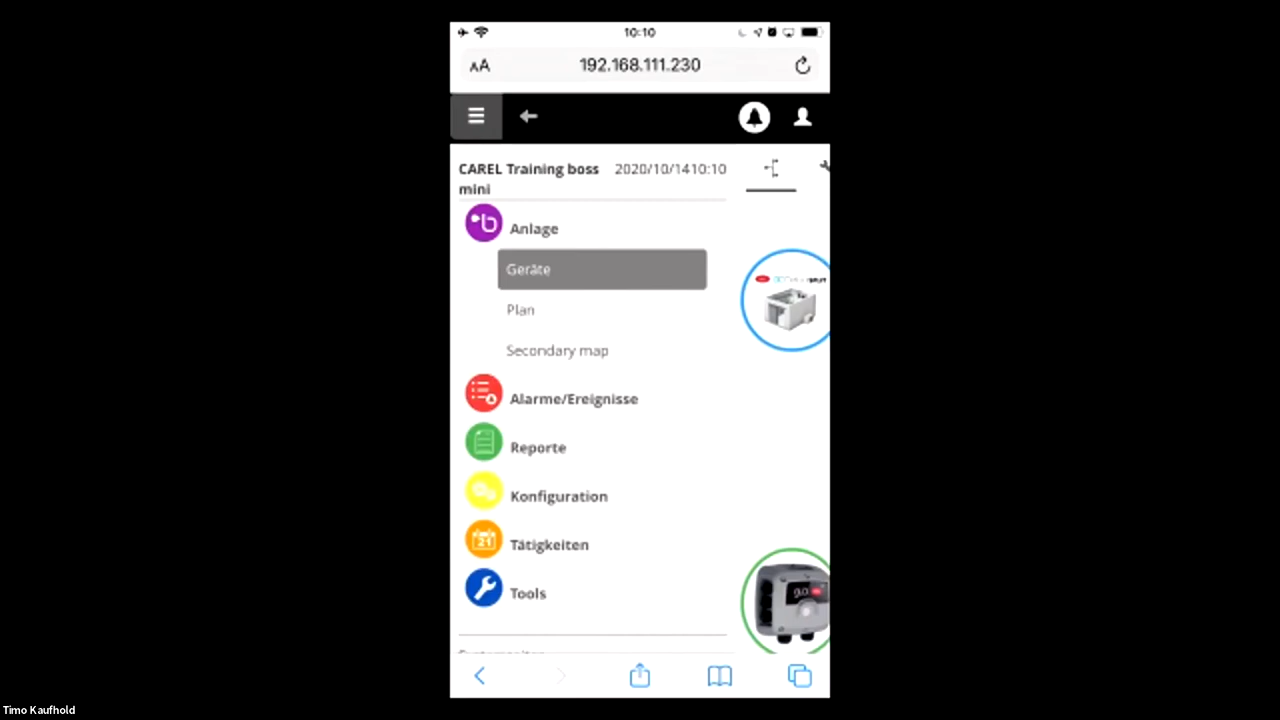 10:10
AA 192.168.111.230
CAREL Training boss 2020/10/1410:10
mini
Anlage
Geräte
Plan
Secondary map
Alarme/Ereignisse
Reporte
Konfiguration
21
Tätigkeiten
Tools
Timo Kaufhold